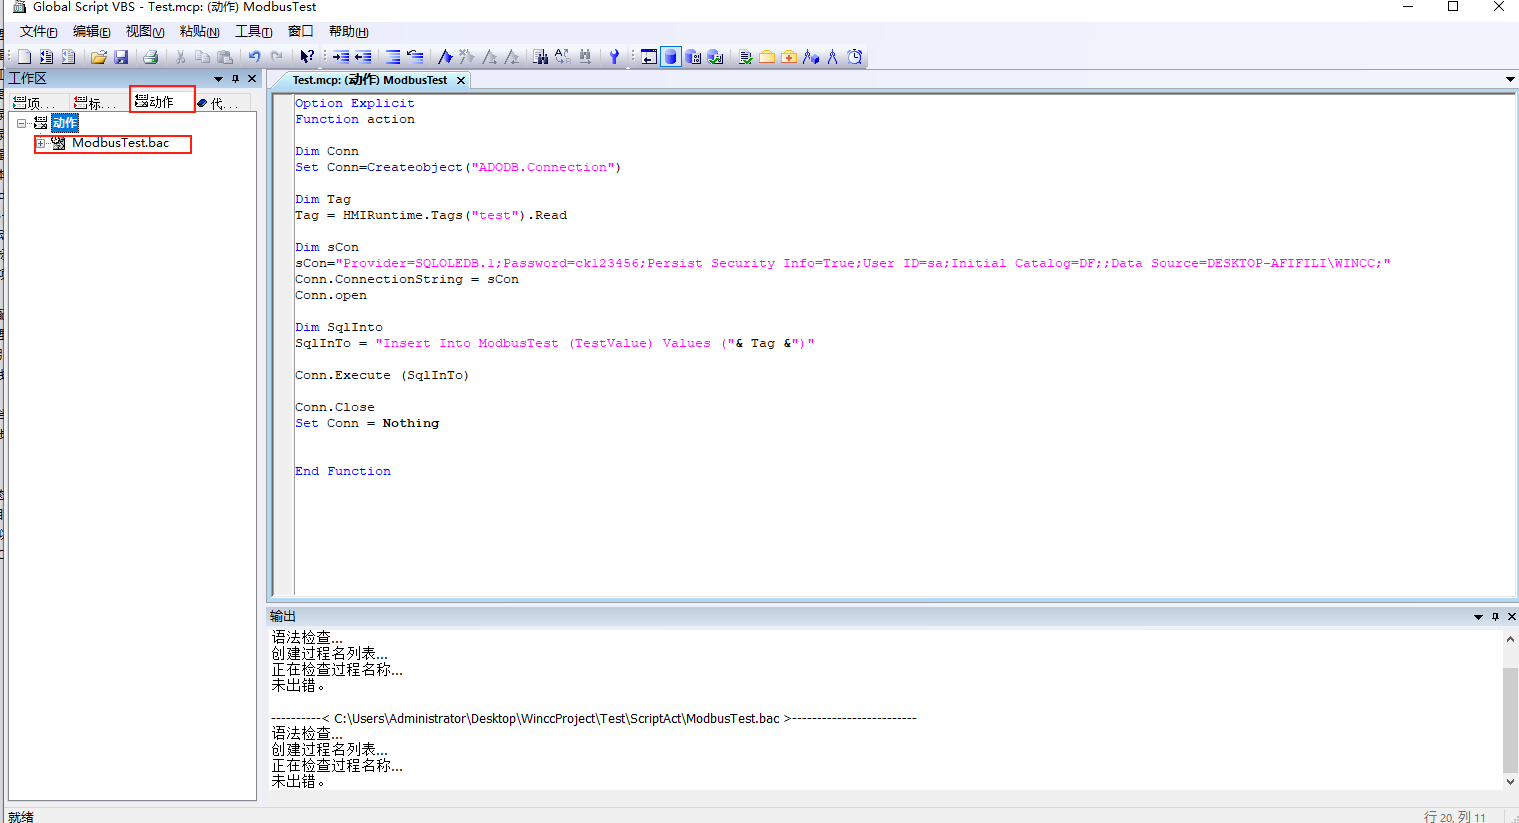 Global Script VBS - Test.mcp: (动作) ModbusTest
文件(F) 编辑(E) 视图(V) 粘贴(N) 工具(T) 窗口 帮助(H)
工作区
项... 标... 动作 代...
动作
ModbusTest.bac
Test.mcp: (动作) ModbusTest
Option Explicit
Function action
Dim Conn
Set Conn=Createobject("ADODB.Connection")
Dim Tag
Tag = HMIRuntime.Tags("test").Read
Dim sCon
sCon="Provider=SQLOLEDB.1;Password=ck123456;Persist Security Info=True;User ID=sa;Initial Catalog=DF;;Data Source=DESKTOP-AFIFILI\WINCC;"
Conn.ConnectionString = sCon
Conn.open
Dim SqlInto
SqlInTo = "Insert Into ModbusTest (TestValue) Values ("& Tag &")"
Conn.Execute (SqlInTo)
Conn.Close
Set Conn = Nothing
End Function
输出
语法检查...
创建过程名列表...
正在检查过程名称...
未出错。
----------< C:\Users\Administrator\Desktop\WinccProject\Test\ScriptAct\ModbusTest.bac >-------------------------
语法检查...
创建过程名列表...
正在检查过程名称...
未出错。
就绪
行 20, 列 11